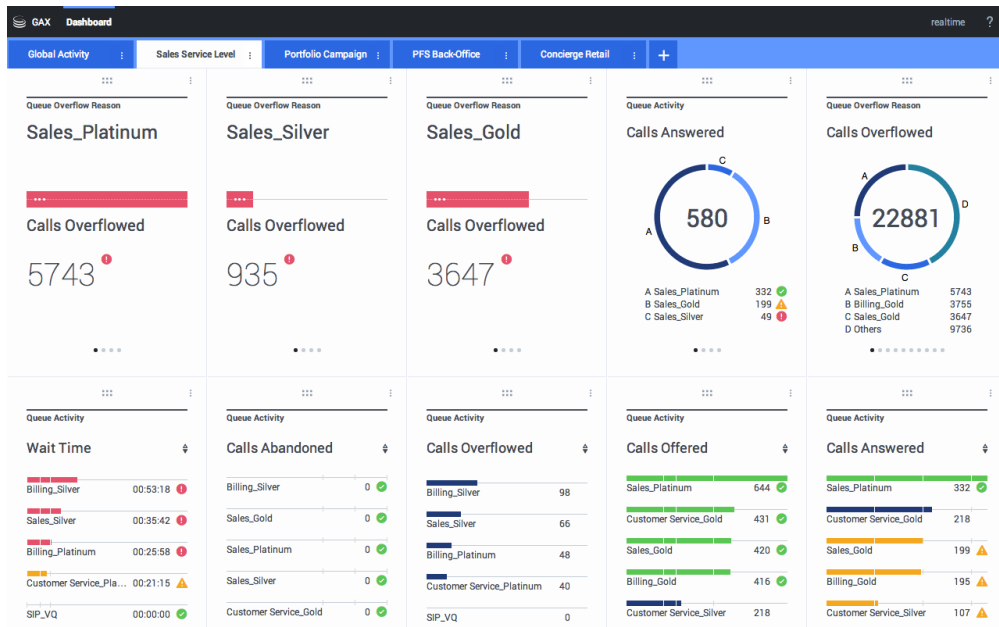 GAX Dashboard realtime ?
Global Activity Sales Service Level Portfolio Campaign PFS Back-Office Concierge Retail +
Queue Overflow Reason
Sales_Platinum
Calls Overflowed
5743
Queue Overflow Reason
Sales_Silver
Calls Overflowed
935
Queue Overflow Reason
Sales_Gold
Calls Overflowed
3647
Queue Activity
Calls Answered
C
B
A
580
A Sales_Platinum 332
B Sales_Gold 199
C Sales_Silver 49
Queue Overflow Reason
Calls Overflowed
A
D
B
C
22881
A Sales_Platinum 5743
B Billing_Gold 3755
C Sales_Gold 3647
D Others 9736
Queue Activity
Wait Time
Billing_Silver 00:53:18
Sales_Silver 00:35:42
Billing_Platinum 00:25:58
Customer Service_Pla... 00:21:15
SIP_VQ 00:00:00
Queue Activity
Calls Abandoned
Billing_Silver 0
Sales_Gold 0
Sales_Platinum 0
Sales_Silver 0
Customer Service_Gold 0
Queue Activity
Calls Overflowed
Billing_Silver 98
Sales_Silver 66
Billing_Platinum 48
Customer Service_Platinum 40
SIP_VQ 0
Queue Activity
Calls Offered
Sales_Platinum 644
Customer Service_Gold 431
Sales_Gold 420
Billing_Gold 416
Customer Service_Silver 218
Queue Activity
Calls Answered
Sales_Platinum 332
Customer Service_Gold 218
Sales_Gold 199
Billing_Gold 195
Customer Service_Silver 107